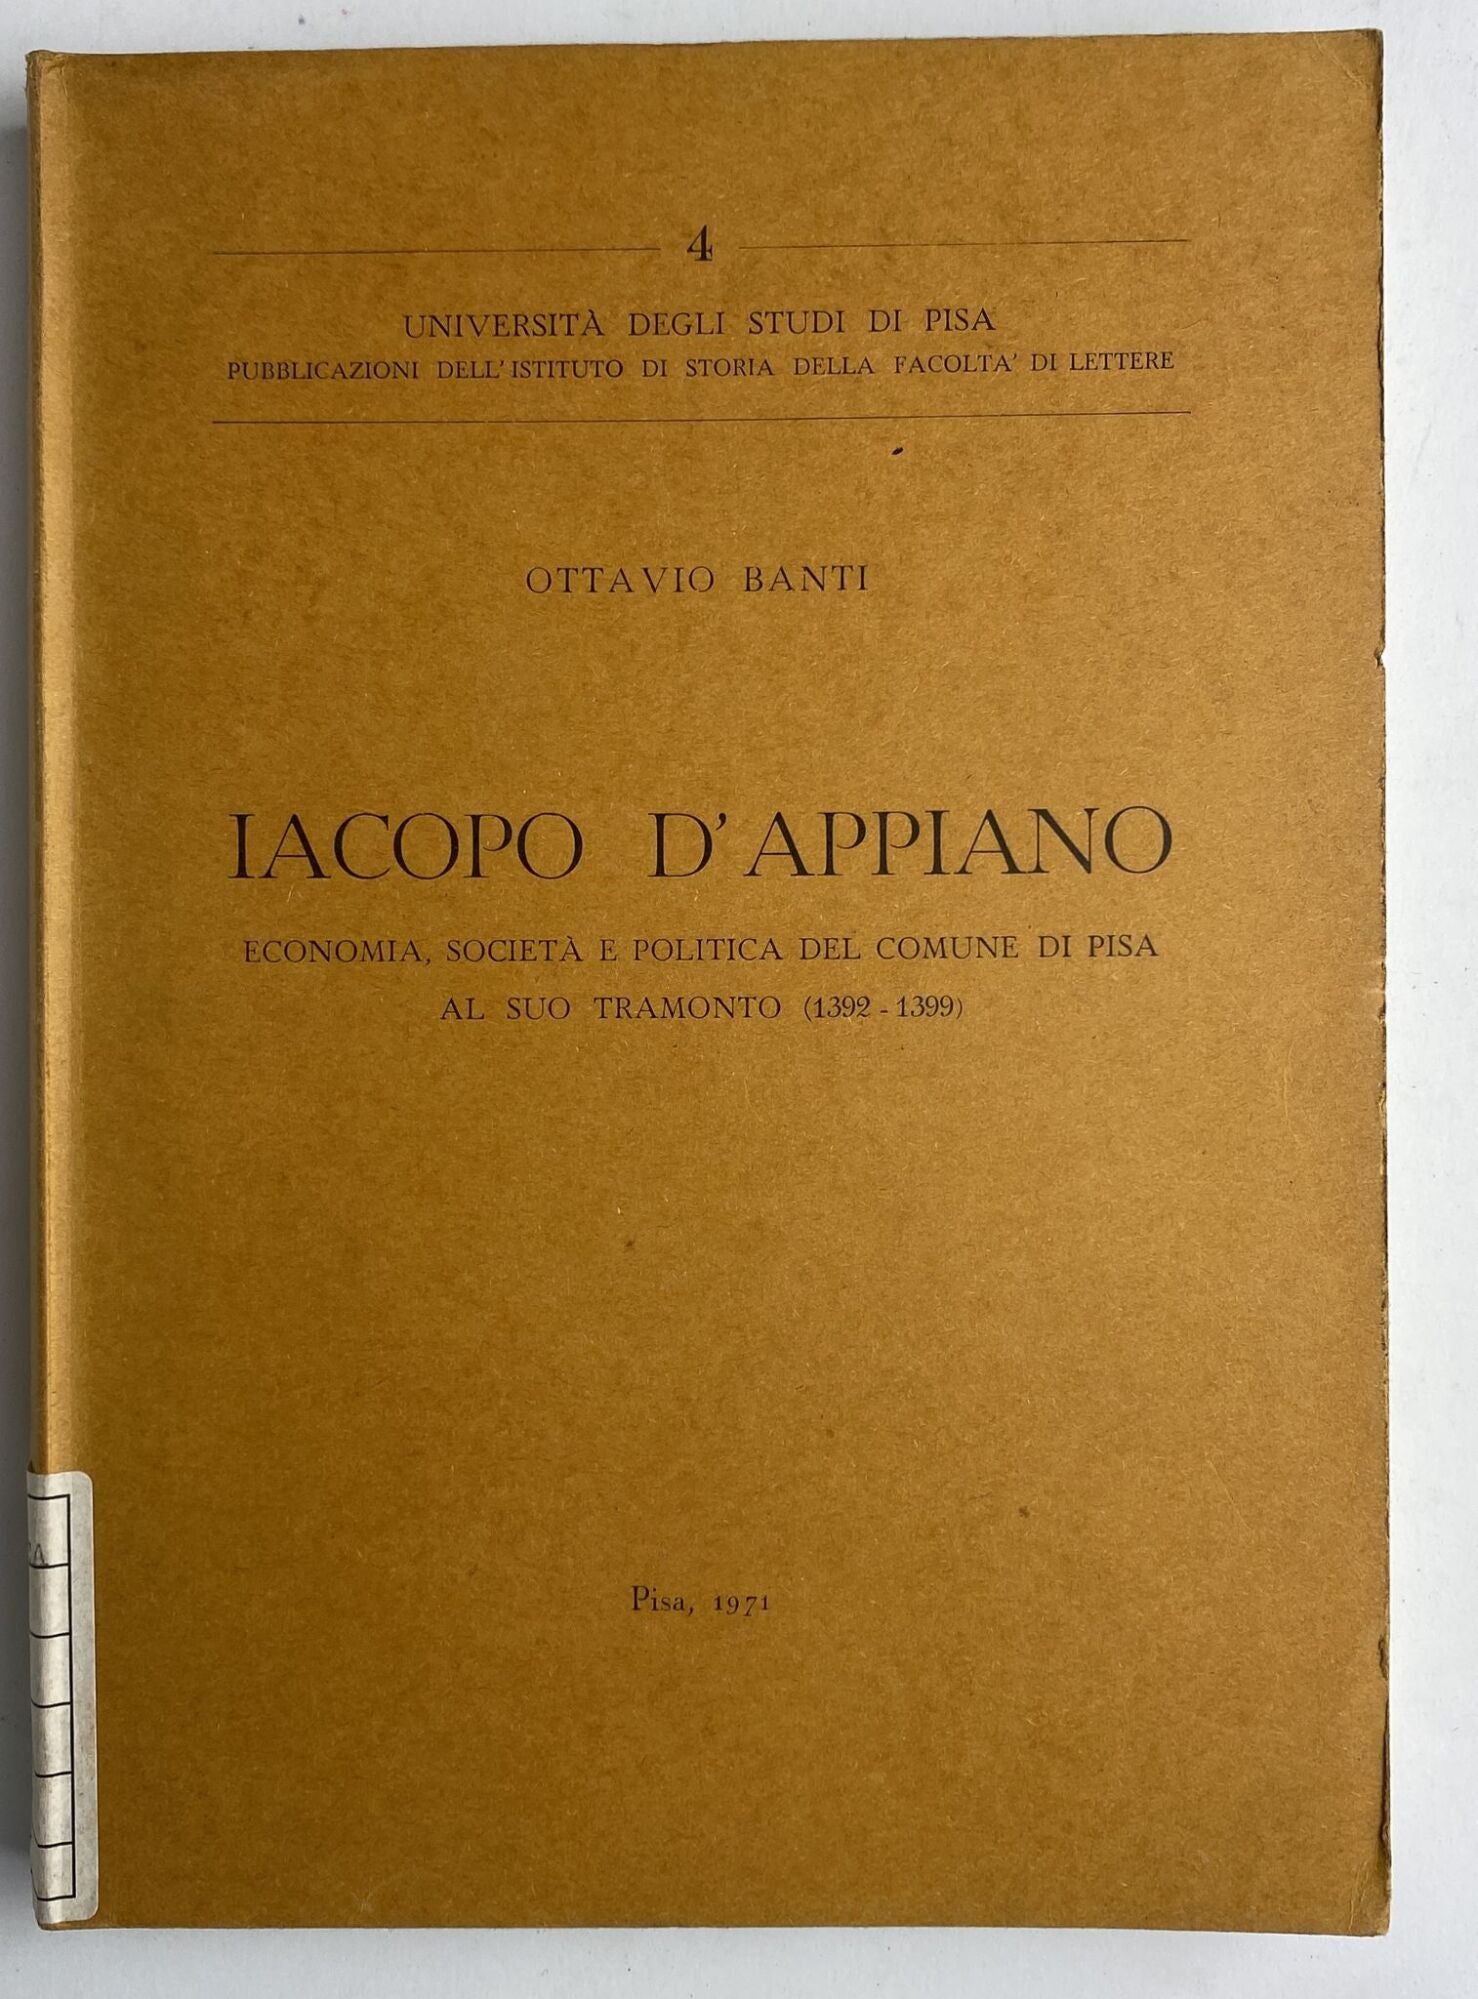 4
UNIVERSITÀ DEGLI STUDI DI PISA
PUBBLICAZIONI DELL'ISTITUTO DI STORIA DELLA FACOLTA' DI LETTERE
OTTAVIO BANTI
IACOPO D'APPIANO
ECONOMIA, SOCIETÀ E POLITICA DEL COMUNE DI PISA
AL SUO TRAMONTO (1392 - 1399)
Pisa, 1971